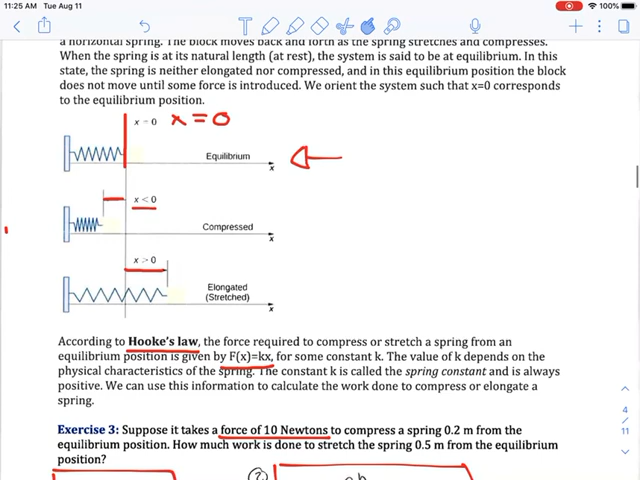 11:25 AM Tue Aug 11
100%
a horizontal spring. The block moves back and forth as the spring stretches and compresses.
When the spring is at its natural length (at rest), the system is said to be at equilibrium. In this
state, the spring is neither elongated nor compressed, and in this equilibrium position the block
does not move until some force is introduced. We orient the system such that x=0 corresponds
to the equilibrium position.
x = 0 x = 0
Equilibrium
x
x < 0
Compressed
x
x > 0
Elongated
(Stretched)
x
According to Hooke's law, the force required to compress or stretch a spring from an
equilibrium position is given by F(x)=kx, for some constant k. The value of k depends on the
physical characteristics of the spring. The constant k is called the spring constant and is always
positive. We can use this information to calculate the work done to compress or elongate a
spring.
4
/
11
Exercise 3: Suppose it takes a force of 10 Newtons to compress a spring 0.2 m from the
equilibrium position. How much work is done to stretch the spring 0.5 m from the equilibrium
position?